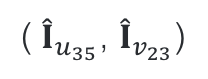 ( Î_{u_{35}}, Î_{v_{23}} )